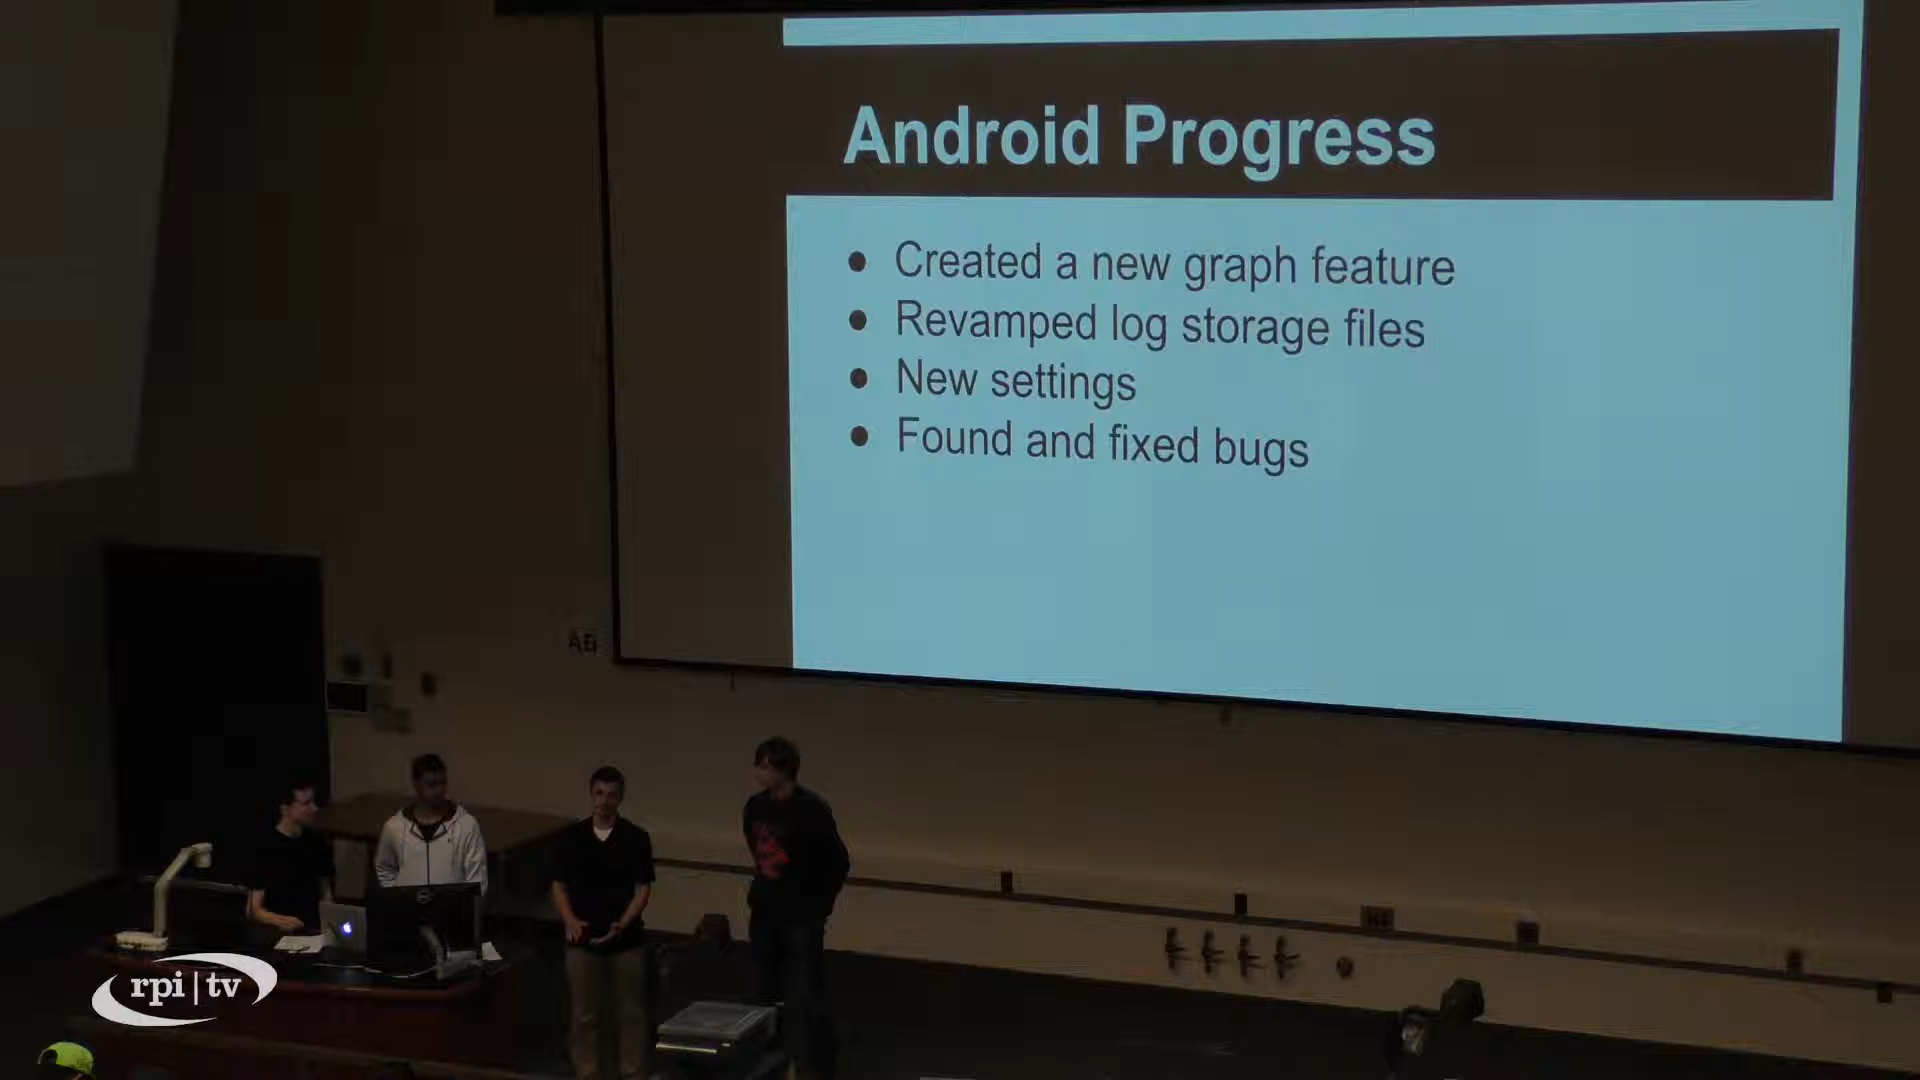 Android Progress
● Created a new graph feature
● Revamped log storage files
● New settings
● Found and fixed bugs
AB
rpi|tv